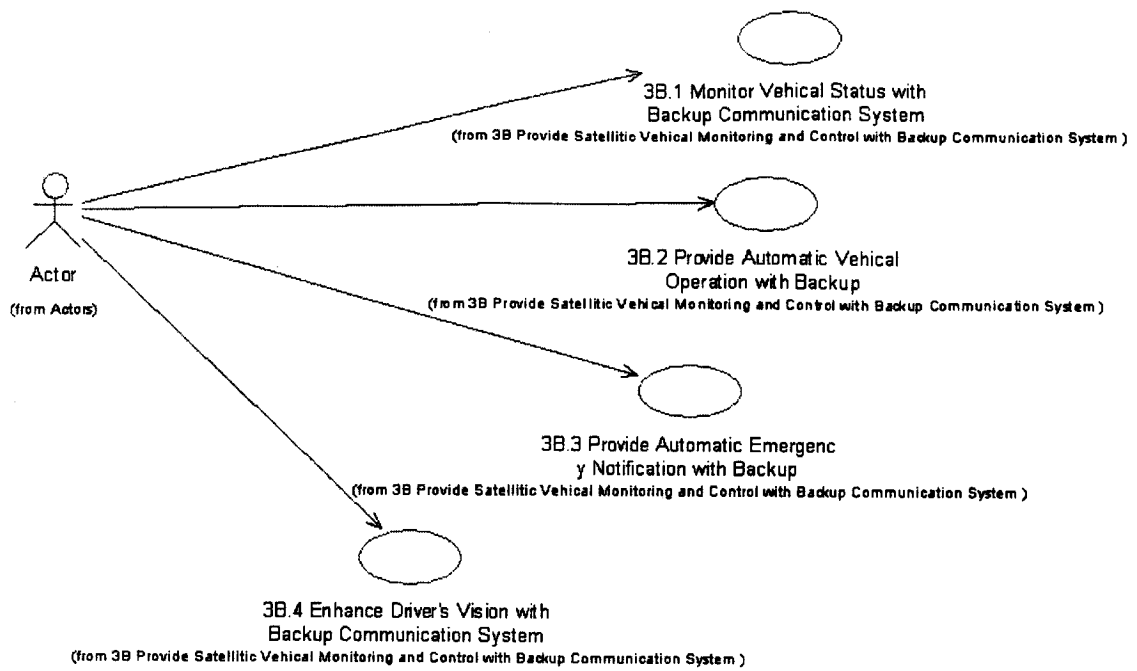 3B.1 Monitor Vehical Status with
Backup Communication System
(from 3B Provide Satellitic Vehical Monitoring and Control with Backup Communication System )
3B.2 Provide Automatic Vehical
Operation with Backup
(from 3B Provide Satellitic Vehical Monitoring and Control with Backup Communication System )
Actor
(from Actors)
3B.3 Provide Automatic Emergenc
y Notification with Backup
(from 3B Provide Satellitic Vehical Monitoring and Control with Backup Communication System )
3B.4 Enhance Driver's Vision with
Backup Communication System
(from 3B Provide Satellitic Vehical Monitoring and Control with Backup Communication System )